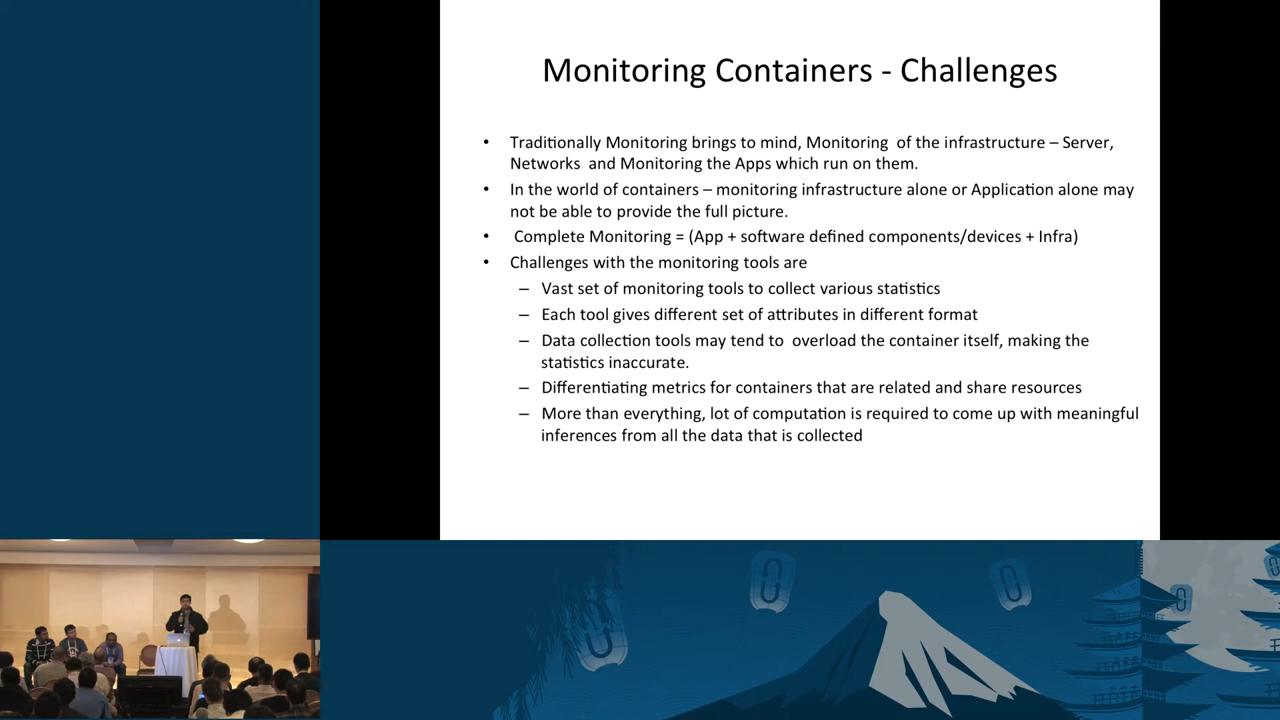 Monitoring Containers - Challenges
• Traditionally Monitoring brings to mind, Monitoring of the infrastructure – Server,
Networks and Monitoring the Apps which run on them.
• In the world of containers – monitoring infrastructure alone or Application alone may
not be able to provide the full picture.
• Complete Monitoring = (App + software defined components/devices + Infra)
• Challenges with the monitoring tools are
– Vast set of monitoring tools to collect various statistics
– Each tool gives different set of attributes in different format
– Data collection tools may tend to overload the container itself, making the
statistics inaccurate.
– Differentiating metrics for containers that are related and share resources
– More than everything, lot of computation is required to come up with meaningful
inferences from all the data that is collected